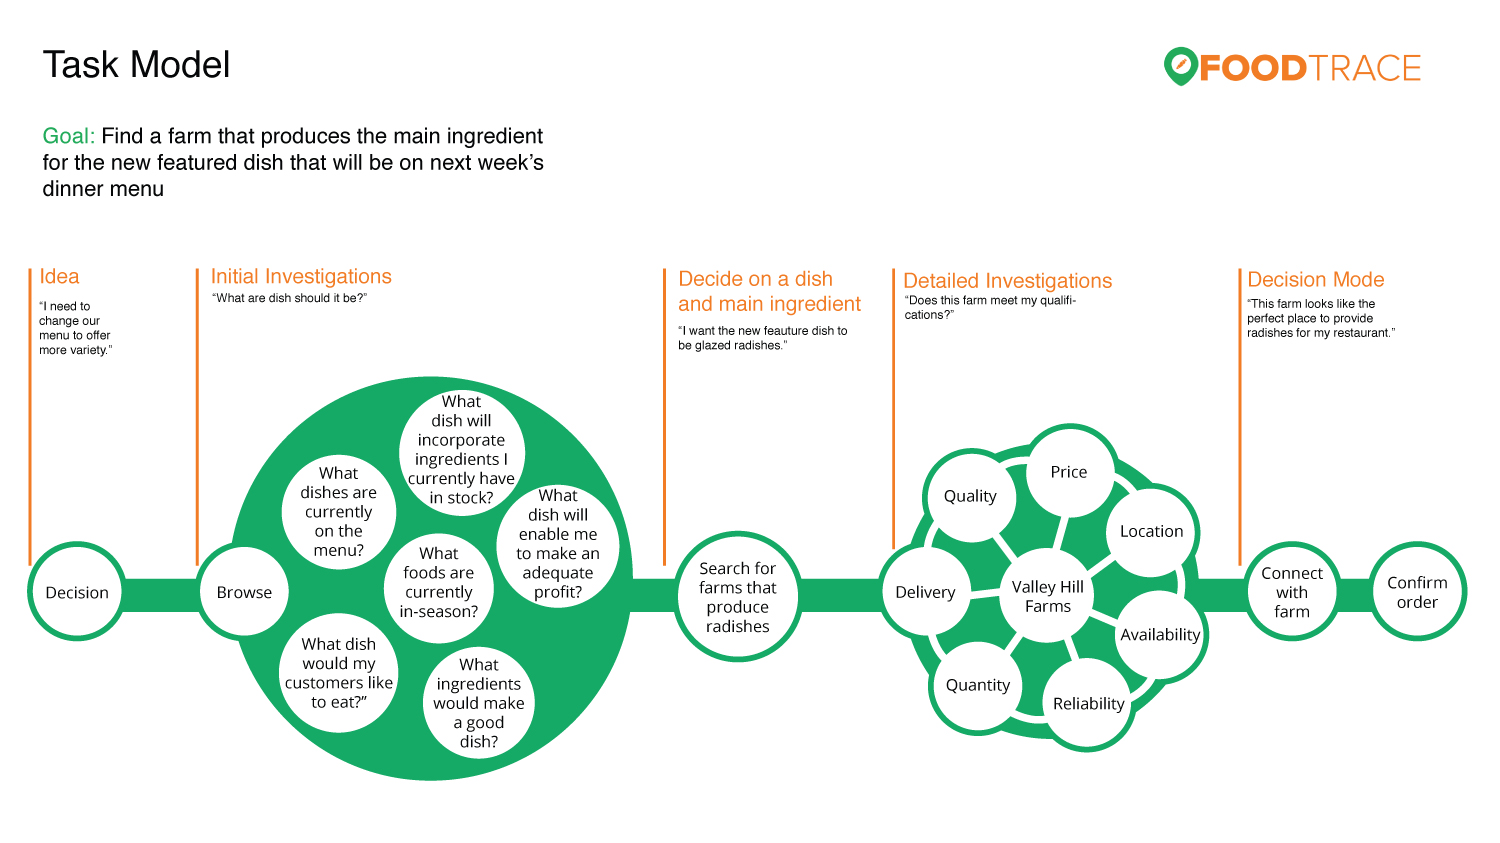 Task Model
FOODTRACE
Goal: Find a farm that produces the main ingredient
for the new featured dish that will be on next week’s
dinner menu
Idea
“I need to
change our
menu to offer
more variety.”
Initial Investigations
“What are dish should it be?”
Decide on a dish
and main ingredient
“I want the new feauture dish to
be glazed radishes.”
Detailed Investigations
“Does this farm meet my qualifi-
cations?”
Decision Mode
“This farm looks like the
perfect place to provide
radishes for my restaurant.”
Decision
Browse
What
dishes are
currently
on the
menu?
What
dish will
incorporate
ingredients I
currently have
in stock?
What
dish will
enable me
to make an
adequate
profit?
What
foods are
currently
in-season?
What dish
would my
customers like
to eat?”
What
ingredients
would make
a good
dish?
Search for
farms that
produce
radishes
Delivery
Quality
Price
Location
Valley Hill
Farms
Availability
Reliability
Quantity
Connect
with
farm
Confirm
order